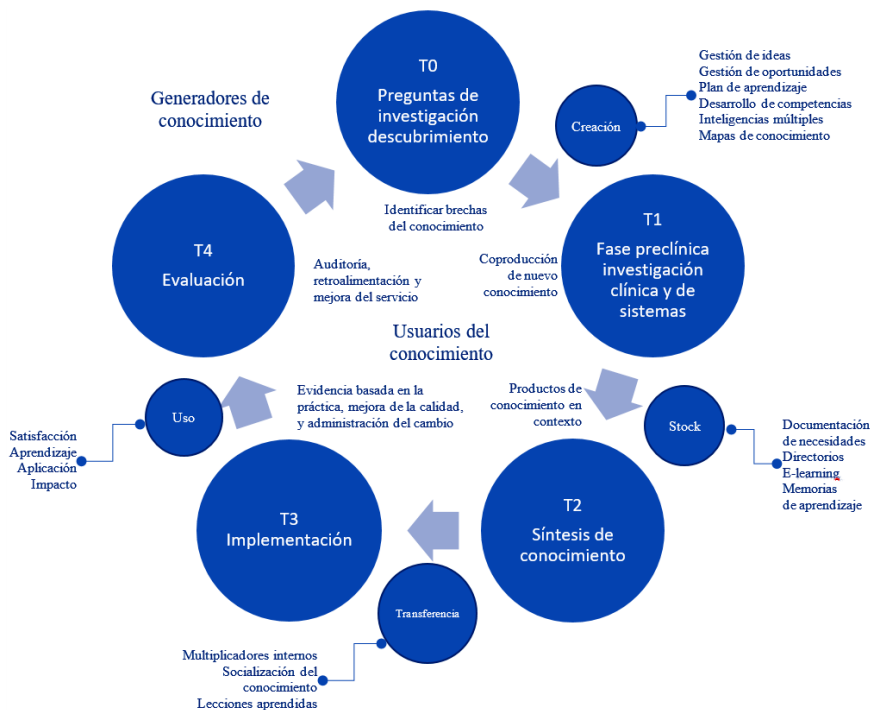 T0
Preguntas de
investigación
descubrimiento
Generadores de
conocimiento
Creación
Gestión de ideas
Gestión de oportunidades
Plan de aprendizaje
Desarrollo de competencias
Inteligencias múltiples
Mapas de conocimiento
Identificar brechas
del conocimiento
T1
Fase preclínica
investigación
clínica y de
sistemas
Coproducción
de nuevo
conocimiento
T4
Evaluación
Auditoría,
retroalimentación y
mejora del servicio
Usuarios del
conocimiento
Productos de
conocimiento en
contexto
Stock
Documentación
de necesidades
Directorios
E-learning
Memorias
de aprendizaje
T2
Síntesis de
conocimiento
Transferencia
Multiplicadores internos
Socialización del
conocimiento
Lecciones aprendidas
T3
Implementación
Evidencia basada en la
práctica, mejora de la calidad,
y administración del cambio
Uso
Satisfacción
Aprendizaje
Aplicación
Impacto